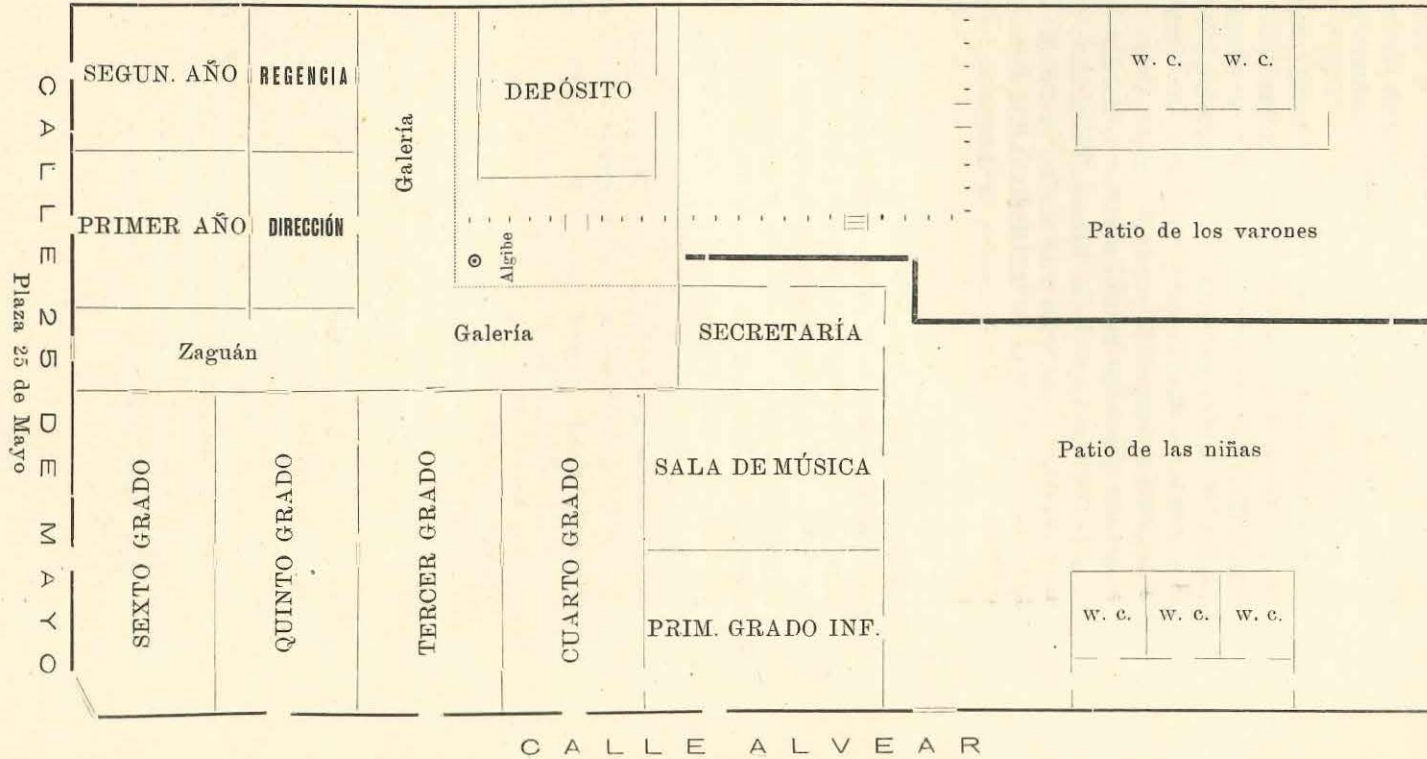 SEGUN. AÑO
REGENCIA
Galería
DEPÓSITO
W. C.
W. C.
PRIMER AÑO
DIRECCIÓN
Algibe
Patio de los varones
Zaguán
Galería
SECRETARÍA
CALLE 25 DE MAYO
Plaza 25 de Mayo
SEXTO GRADO
QUINTO GRADO
TERCER GRADO
CUARTO GRADO
SALA DE MÚSICA
Patio de las niñas
PRIM. GRADO INF.
W. C.
W. C.
W. C.
CALLE ALVEAR